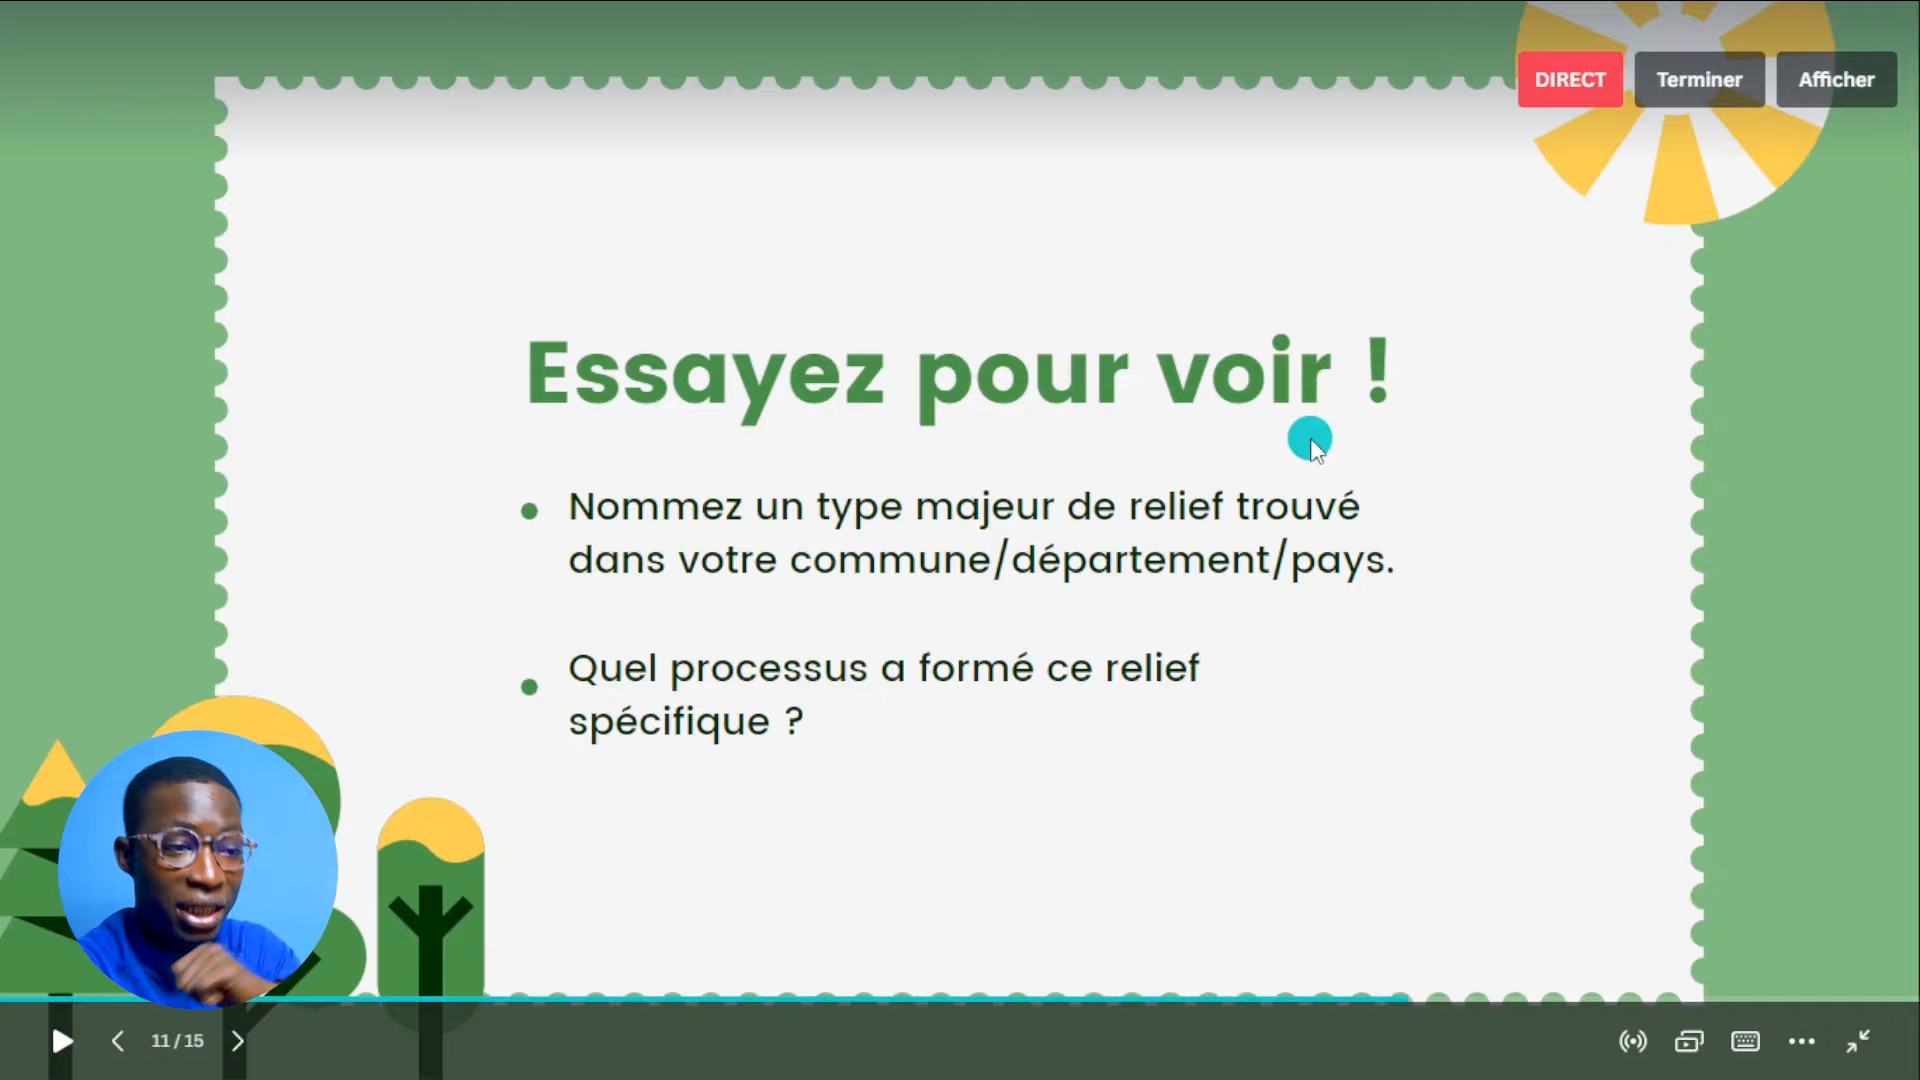 DIRECT Terminer Afficher
Essayez pour voir !
Nommez un type majeur de relief trouvé
dans votre commune/département/pays.
Quel processus a formé ce relief
spécifique ?
11 / 15